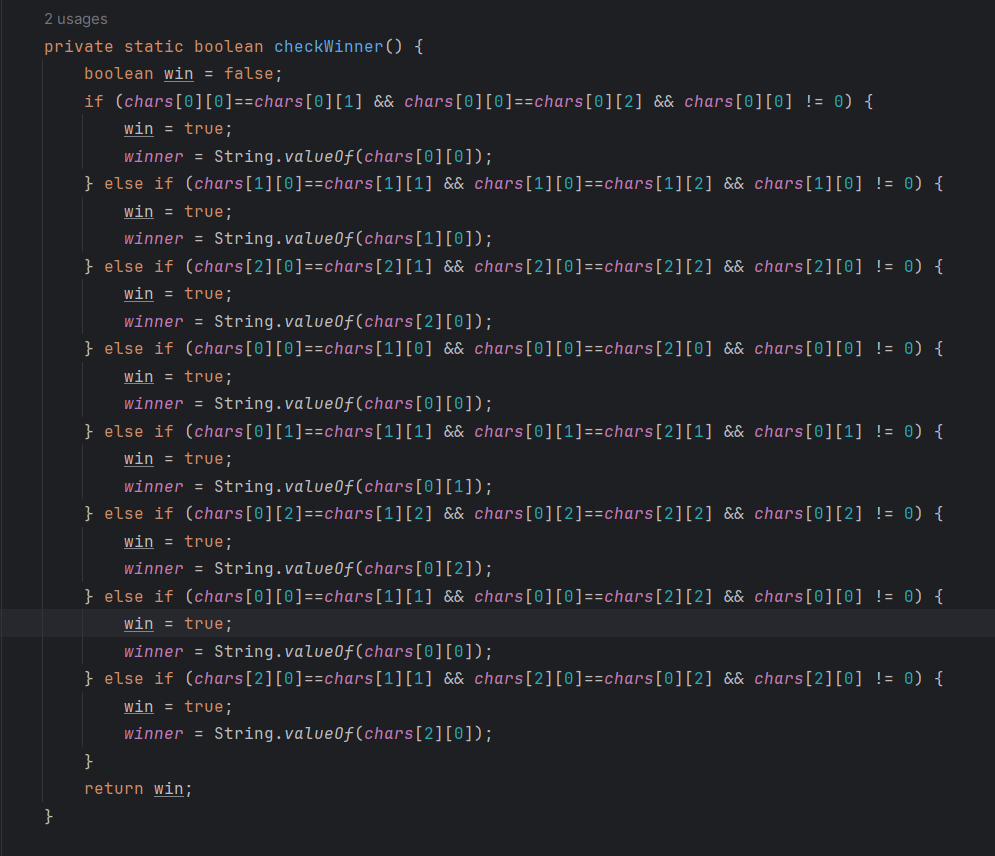 2 usages
private static boolean checkWinner() {
    boolean win = false;
    if (chars[0][0]==chars[0][1] && chars[0][0]==chars[0][2] && chars[0][0] != 0) {
        win = true;
        winner = String.valueOf(chars[0][0]);
    } else if (chars[1][0]==chars[1][1] && chars[1][0]==chars[1][2] && chars[1][0] != 0) {
        win = true;
        winner = String.valueOf(chars[1][0]);
    } else if (chars[2][0]==chars[2][1] && chars[2][0]==chars[2][2] && chars[2][0] != 0) {
        win = true;
        winner = String.valueOf(chars[2][0]);
    } else if (chars[0][0]==chars[1][0] && chars[0][0]==chars[2][0] && chars[0][0] != 0) {
        win = true;
        winner = String.valueOf(chars[0][0]);
    } else if (chars[0][1]==chars[1][1] && chars[0][1]==chars[2][1] && chars[0][1] != 0) {
        win = true;
        winner = String.valueOf(chars[0][1]);
    } else if (chars[0][2]==chars[1][2] && chars[0][2]==chars[2][2] && chars[0][2] != 0) {
        win = true;
        winner = String.valueOf(chars[0][2]);
    } else if (chars[0][0]==chars[1][1] && chars[0][0]==chars[2][2] && chars[0][0] != 0) {
        win = true;
        winner = String.valueOf(chars[0][0]);
    } else if (chars[2][0]==chars[1][1] && chars[2][0]==chars[0][2] && chars[2][0] != 0) {
        win = true;
        winner = String.valueOf(chars[2][0]);
    }
    return win;
}